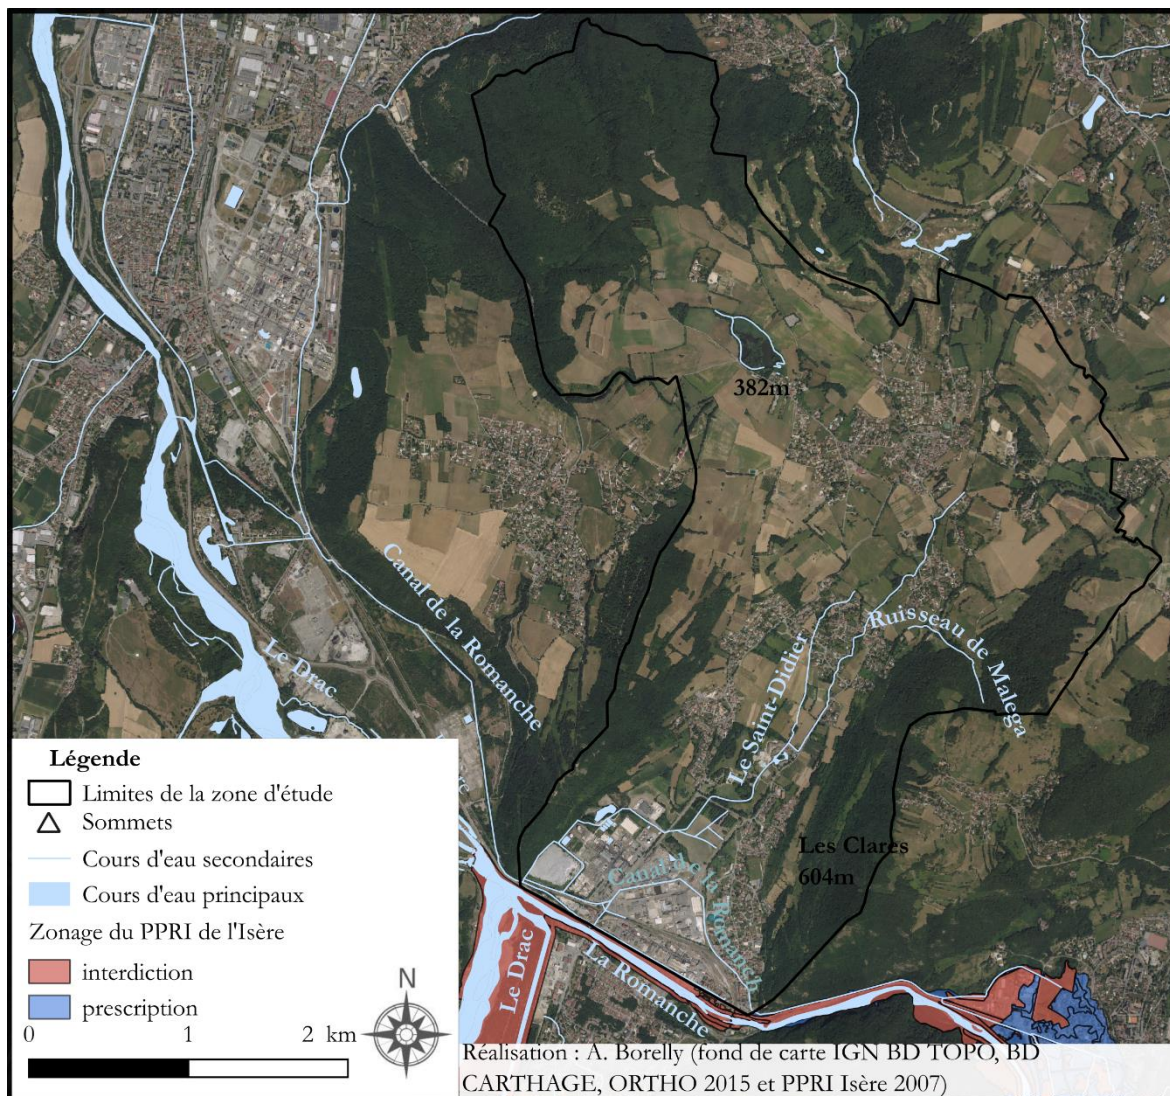 382m
Canal de la Romanche
Ruisseau de Malega
Le Saint-Didier
Le Drac
Les Clares
604m
Canal de la Romanch
Le Drac
La Romanche
Légende
Limites de la zone d'étude
Sommets
Cours d'eau secondaires
Cours d'eau principaux
Zonage du PPRI de l'Isère
interdiction
prescription
0 1 2 km
N
Réalisation : A. Borelly (fond de carte IGN BD TOPO, BD
CARTHAGE, ORTHO 2015 et PPRI Isère 2007)